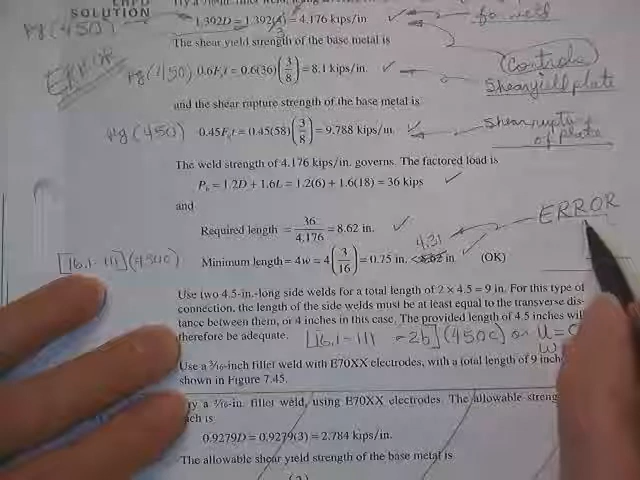 LRFD
SOLUTION
1.392D = 1.392(3) = 4.176 kips/in
pg (450)
for weld
The shear yield strength of the base metal is
ERROR
(Controls)
pg (450) 0.6Fyt = 0.6(36)(3/8) = 8.1 kips/in.
Shear yield plate
and the shear rupture strength of the base metal is
pg (450) 0.45Fut = 0.45(58)(3/8) = 9.788 kips/in.
Shear rupture of plate
The weld strength of 4.176 kips/in. governs. The factored load is
Pu = 1.2D + 1.6L = 1.2(6) + 1.6(18) = 36 kips
and
ERROR
Required length = 36/4.176 = 8.62 in.
4.31
[16.1-111] (450c) Minimum length = 4w = 4(3/16) = 0.75 in. < 8.62 in (OK)
Use two 4.5-in.-long side welds for a total length of 2 × 4.5 = 9 in. For this type of
connection, the length of the side welds must be at least equal to the transverse dis-
tance between them, or 4 inches in this case. The provided length of 4.5 inches will
therefore be adequate. [16.1-111 -2b] (450c) or U=
Use a 3/16-inch fillet weld with E70XX electrodes, with a total length of 9 inch
shown in Figure 7.45.
Try a 3/16-in. fillet weld, using E70XX electrodes. The allowable streng
inch is
0.9279D = 0.9279(3) = 2.784 kips/in.
The allowable shear yield strength of the base metal is